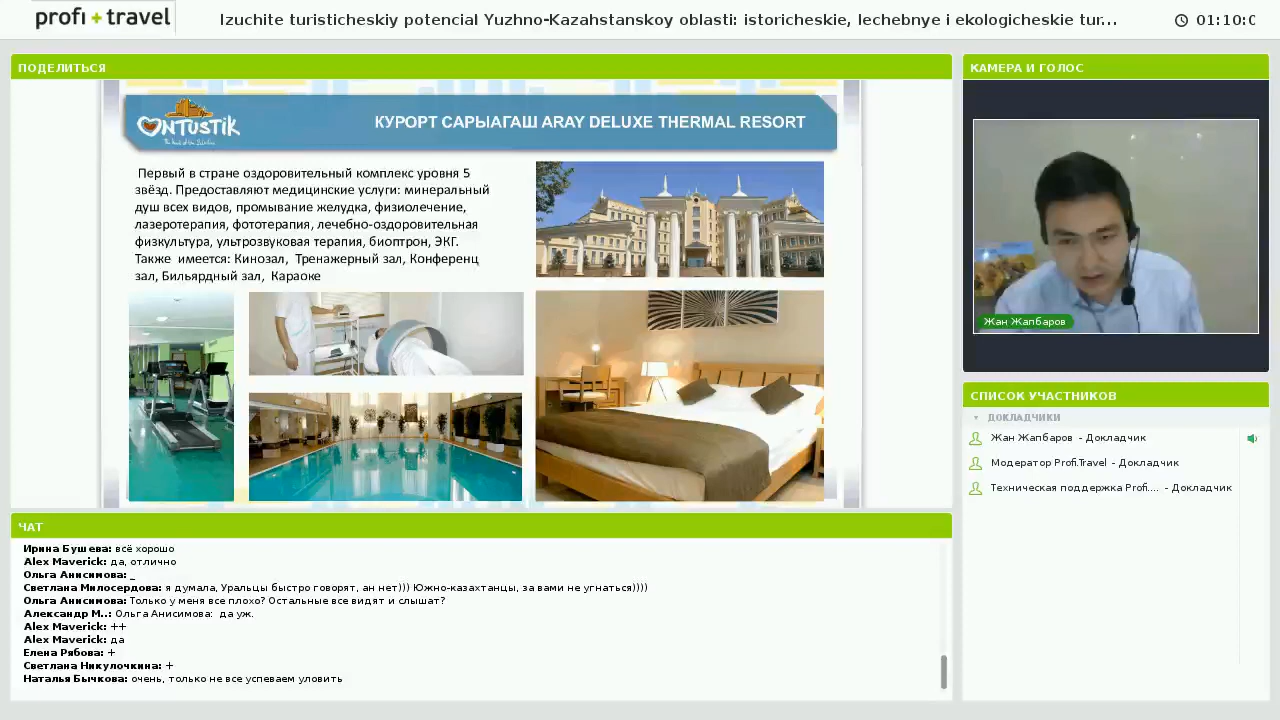 profi + travel
Izuchite turisticheskiy potencial Yuzhno-Kazahstanskoy oblasti: istoricheskie, lechebnye i ekologicheskie tur...
01:10:0
ПОДЕЛИТЬСЯ
ONTUSTIK
КУРОРТ САРЫАГАШ ARAY DELUXE THERMAL RESORT
Первый в стране оздоровительный комплекс уровня 5
звёзд. Предоставляют медицинские услуги: минеральный
душ всех видов, промывание желудка, физиолечение,
лазеротерапия, фототерапия, лечебно-оздоровительная
физкультура, ультрозвуковая терапия, биоптрон, ЭКГ.
Также имеется: Кинозал, Тренажерный зал, Конференц
зал, Бильярдный зал, Караоке
КАМЕРА И ГОЛОС
Жан Жапбаров
СПИСОК УЧАСТНИКОВ
ДОКЛАДЧИКИ
Жан Жапбаров - Докладчик
Модератор Profi.Travel - Докладчик
Техническая поддержка Profi.... - Докладчик
ЧАТ
Ирина Бушева: всё хорошо
Alex Maverick: да, отлично
Ольга Анисимова: _
Светлана Милосердова: я думала, Уральцы быстро говорят, ан нет))) Южно-казахтанцы, за вами не угнаться))))
Ольга Анисимова: Только у меня все плохо? Остальные все видят и слышат?
Александр М..: Ольга Анисимова: да уж.
Alex Maverick: ++
Alex Maverick: да
Елена Рябова: +
Светлана Никулочкина: +
Наталья Бычкова: очень, только не все успеваем уловить